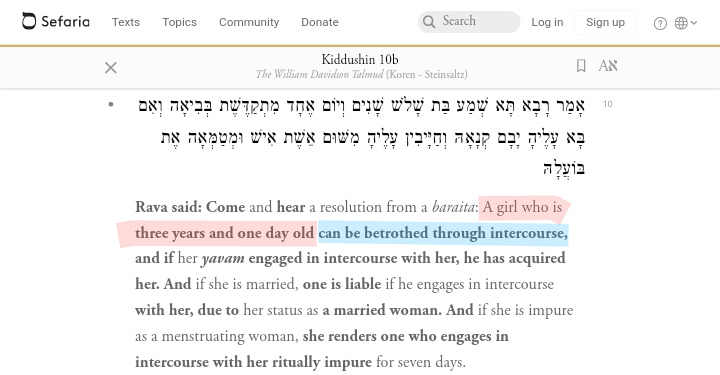 Sefaria Texts Topics Community Donate Search Log in Sign up
Kiddushin 10b
The William Davidson Talmud (Koren - Steinsaltz)
אָמַר רָבָא תָּא שְׁמַע בַּת שָׁלֹשׁ שָׁנִים וְיוֹם אֶחָד מִתְקַדֶּשֶׁת בְּבִיאָה וְאִם
10
בָּא עָלֶיהָ יָבָם קְנָאָהּ וְחַיָּיבִין עָלֶיהָ מִשּׁוּם אֵשֶׁת אִישׁ וּמְטַמְּאָה אֶת
בּוֹעֲלָהּ
Rava said: Come and hear a resolution from a baraita: A girl who is
three years and one day old can be betrothed through intercourse,
and if her yavam engaged in intercourse with her, he has acquired
her. And if she is married, one is liable if he engages in intercourse
with her, due to her status as a married woman. And if she is impure
as a menstruating woman, she renders one who engages in
intercourse with her ritually impure for seven days.